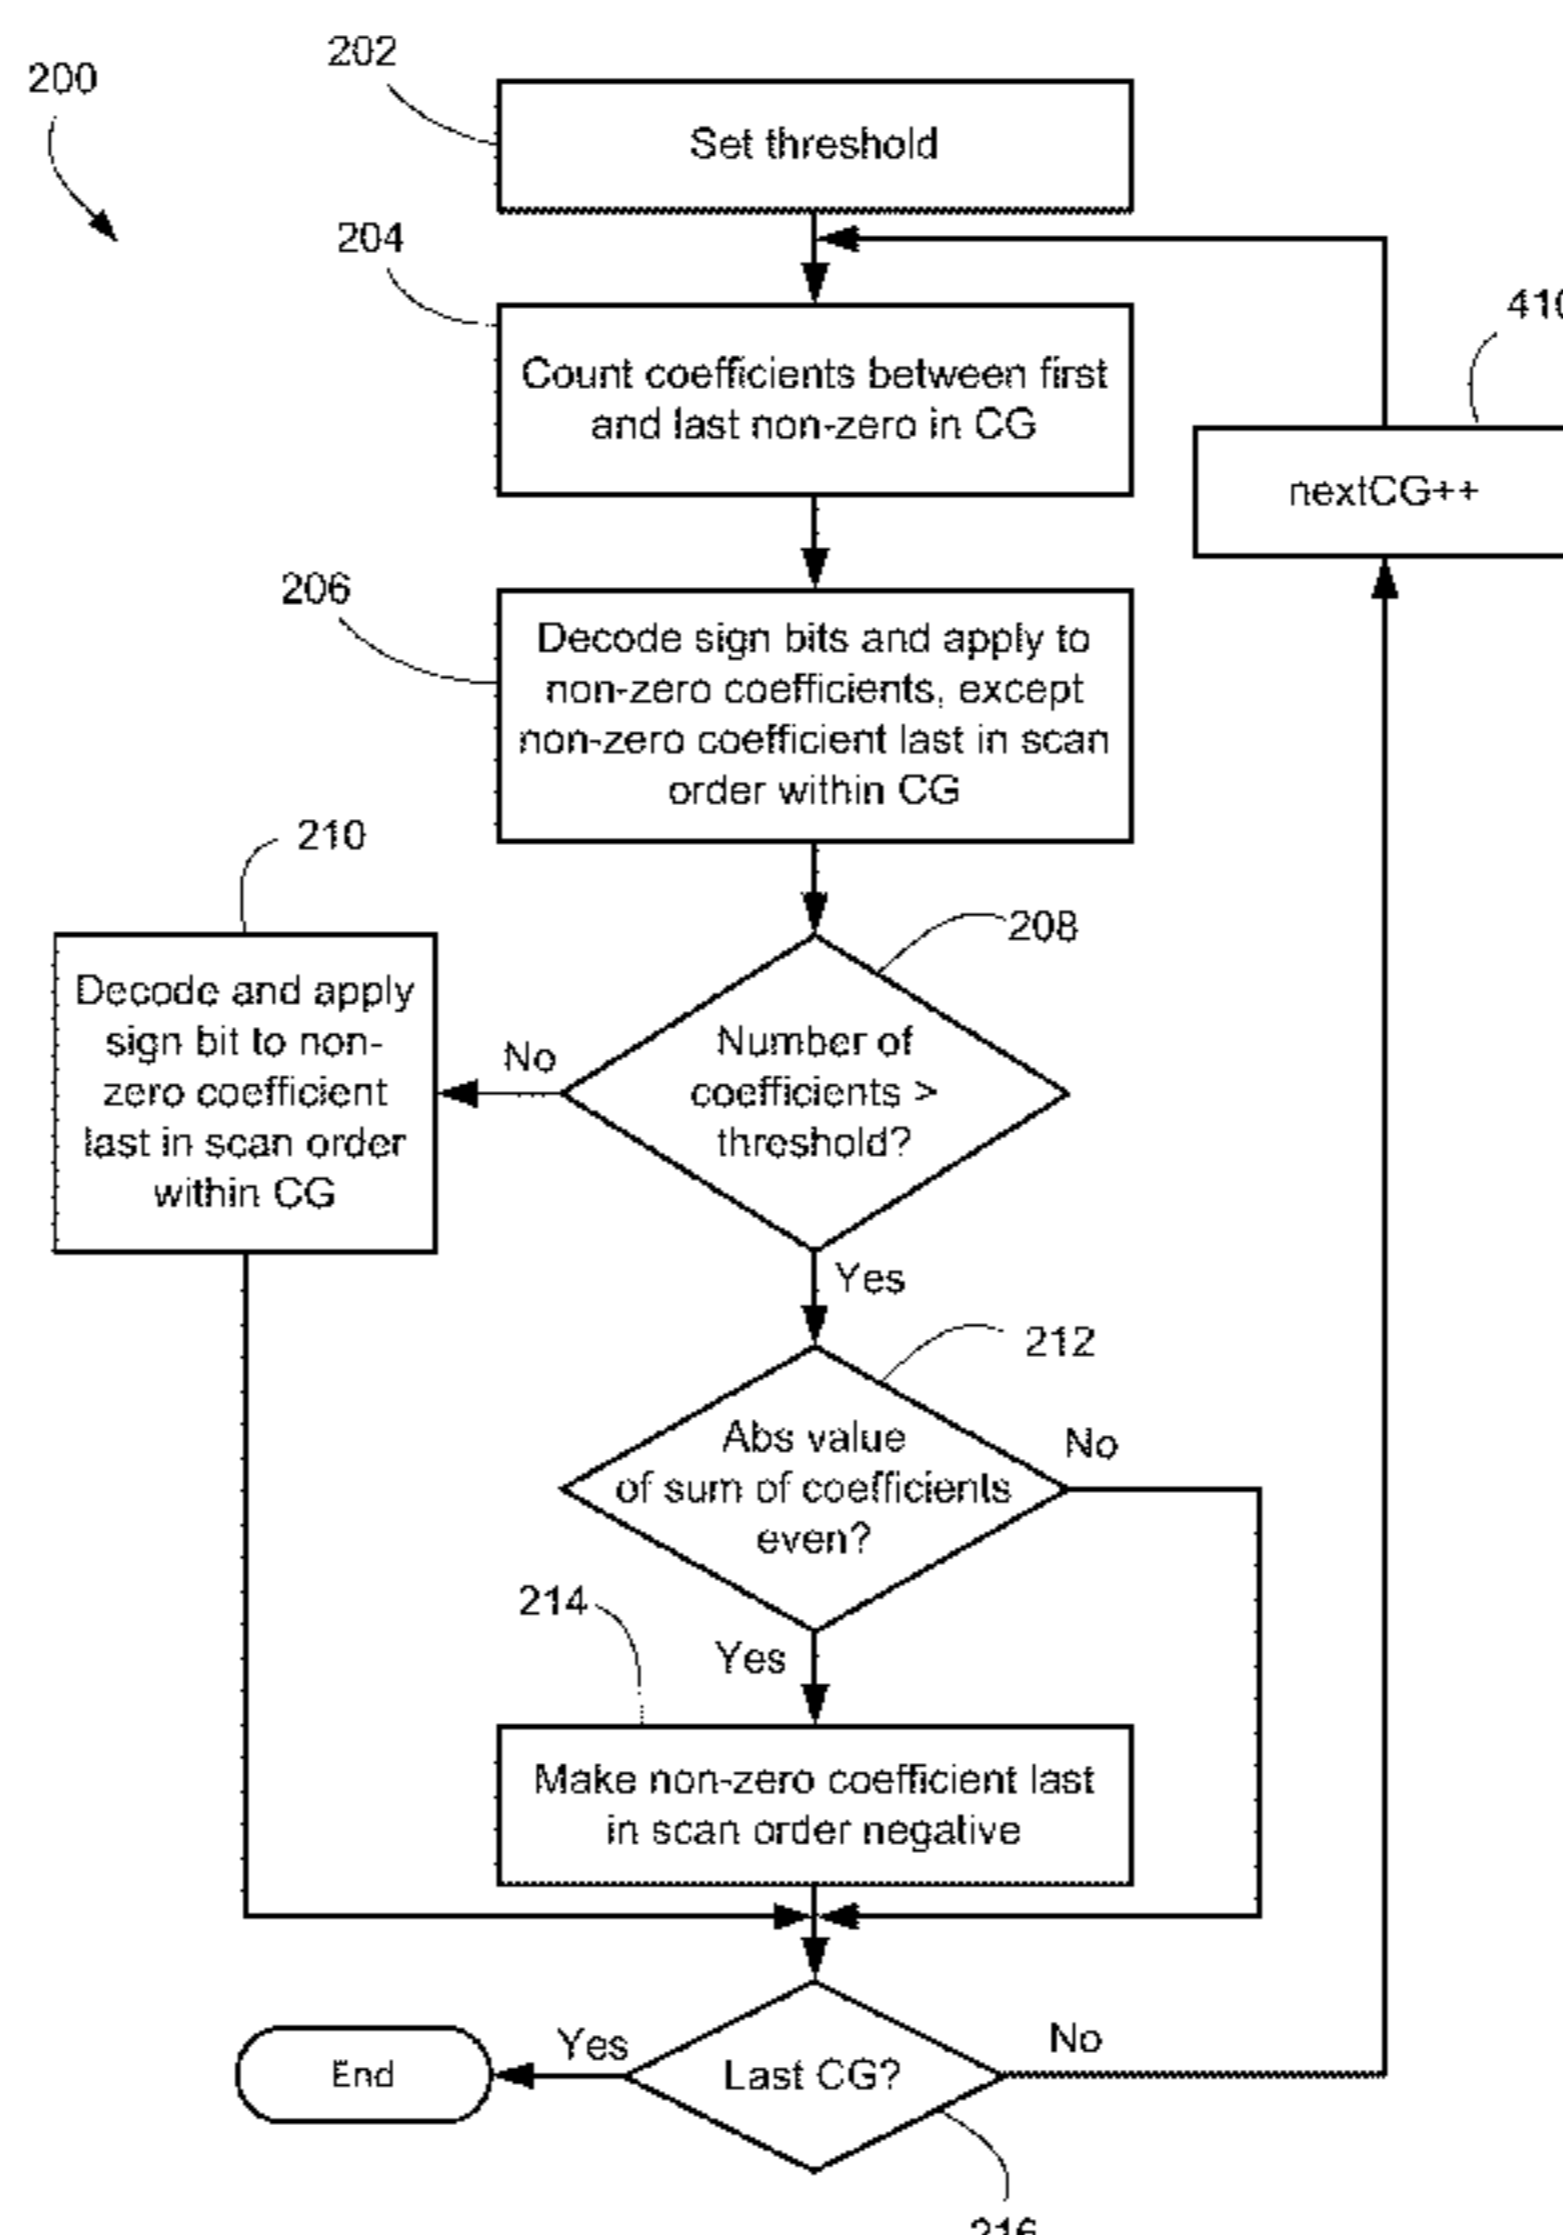 200
202
Set threshold
204
Count coefficients between first
and last non-zero in CG
410
nextCG++
206
Decode sign bits and apply to
non-zero coefficients, except
non-zero coefficient last in scan
order within CG
210
Decode and apply
sign bit to non-
zero coefficient
last in scan order
within CG
208
No
Number of
coefficients >
threshold?
Yes
212
Abs value
of sum of coefficients
even?
No
214
Yes
Make non-zero coefficient last
in scan order negative
End
Yes
Last CG?
No
216